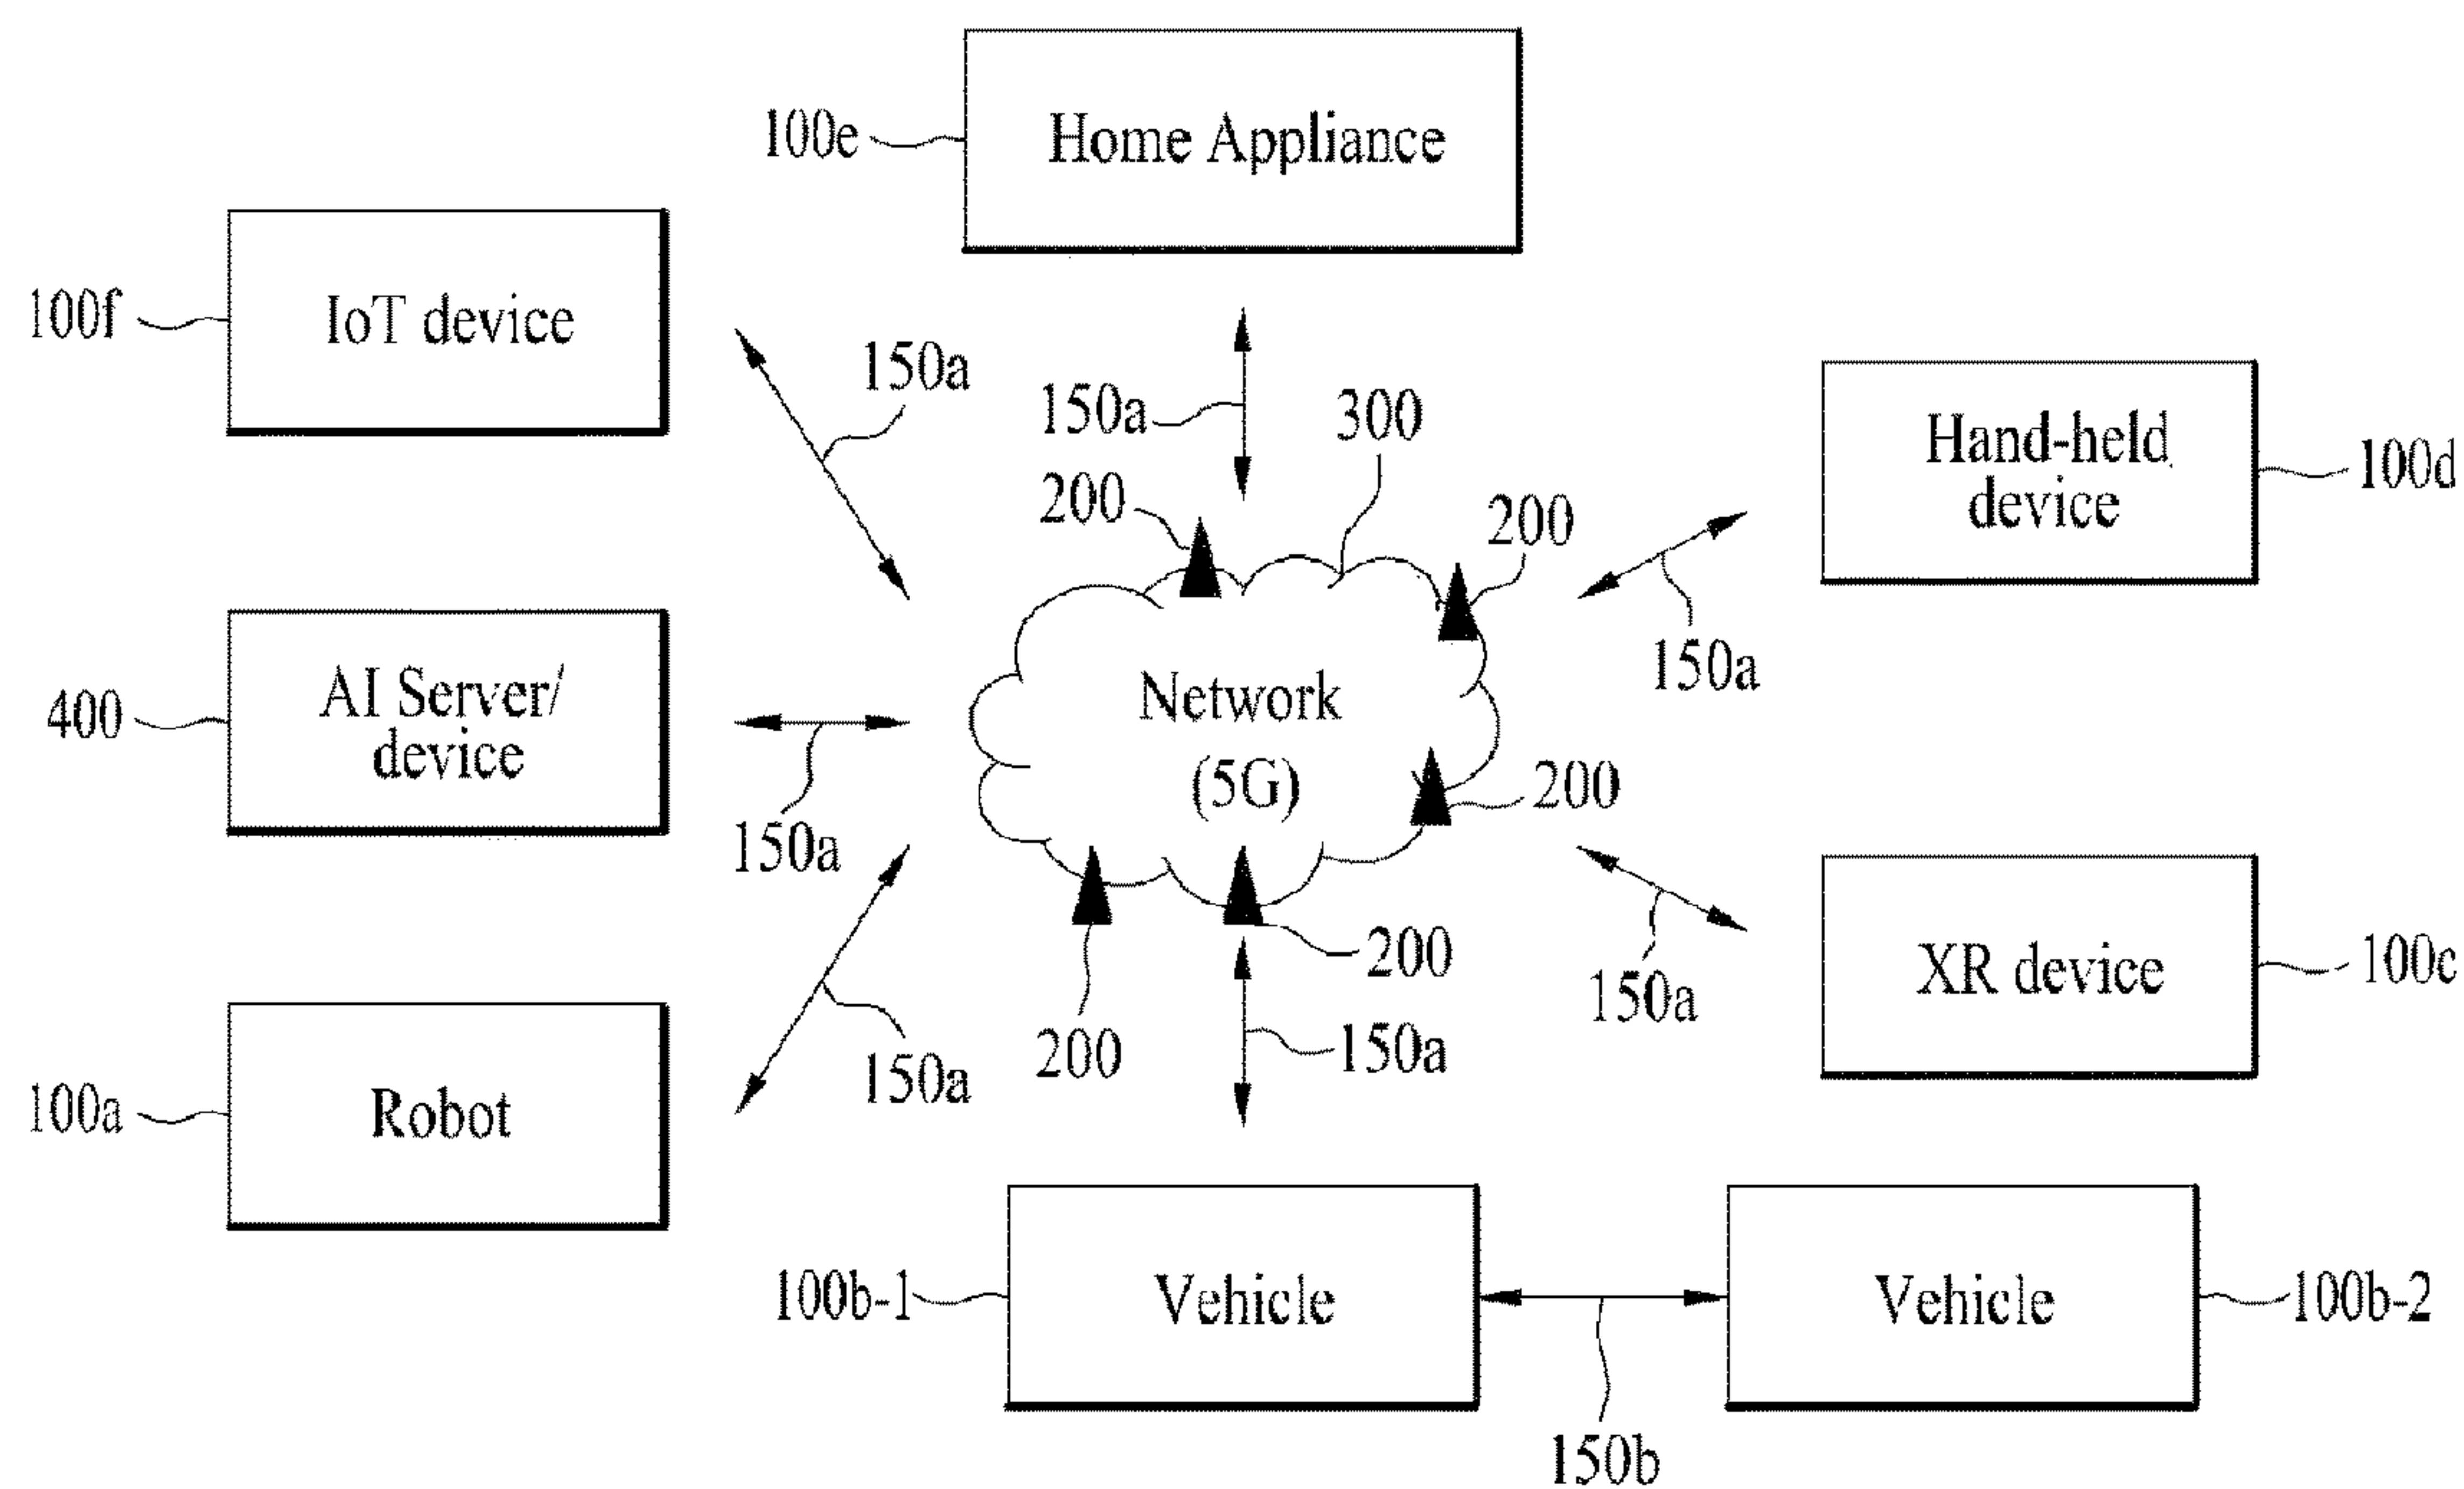 100e
Home Appliance
100f
IoT device
150a
150a
300
Hand-held
device
100d
200
200
150a
400
AI Server/
device
Network
(5G)
150a
200
100a
Robot
150a
200
200
150a
150a
XR device
100c
100b-1
Vehicle
Vehicle
100b-2
150b